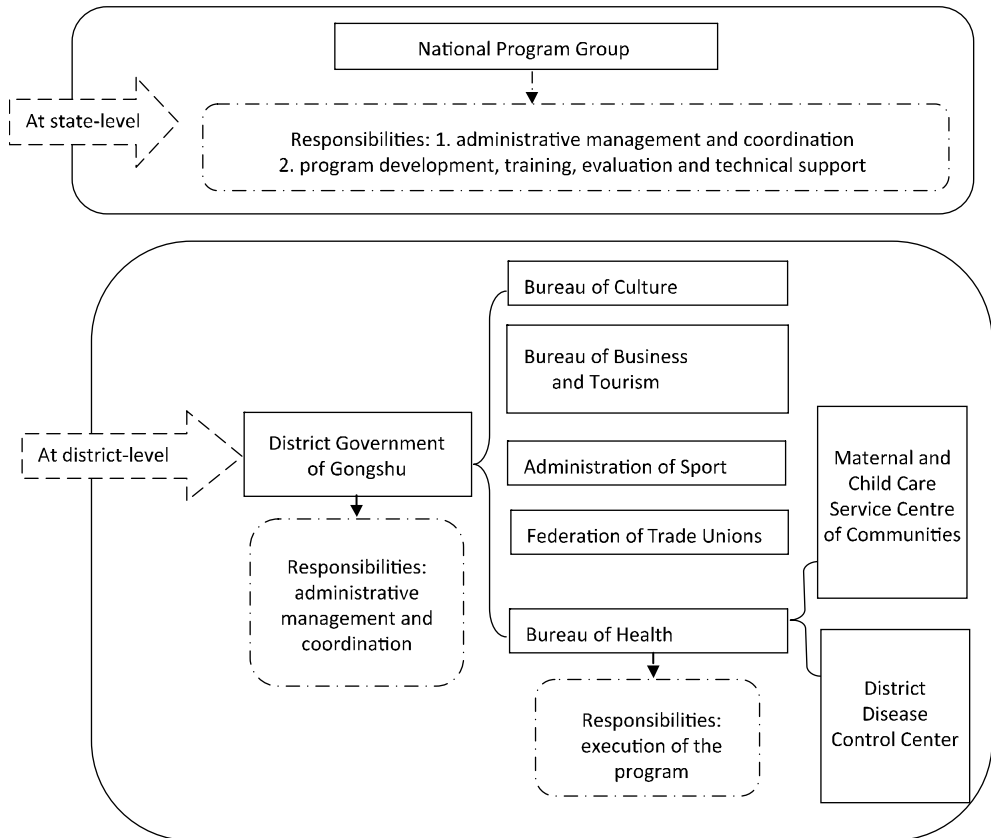 National Program Group
At state-level
Responsibilities: 1. administrative management and coordination
2. program development, training, evaluation and technical support
At district-level
District Government
of Gongshu
Responsibilities:
administrative
management and
coordination
Bureau of Culture
Bureau of Business
and Tourism
Administration of Sport
Federation of Trade Unions
Bureau of Health
Responsibilities:
execution of the
program
Maternal and
Child Care
Service Centre
of Communities
District
Disease
Control Center